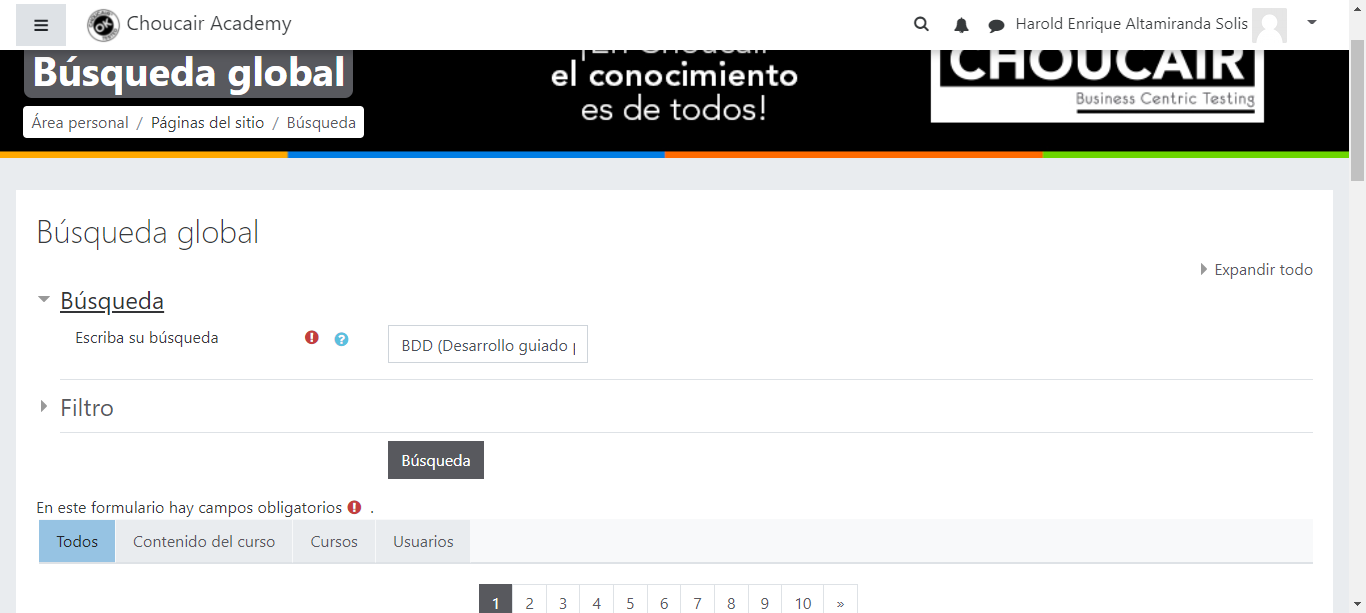 Choucair Academy
Harold Enrique Altamiranda Solis
Búsqueda global
¡En Choucair
el conocimiento
es de todos!
CHOUCAIR
Business Centric Testing
Área personal / Páginas del sitio / Búsqueda
Búsqueda global
Expandir todo
Búsqueda
Escriba su búsqueda
BDD (Desarrollo guiado
Filtro
Búsqueda
En este formulario hay campos obligatorios .
Todos Contenido del curso Cursos Usuarios
1 2 3 4 5 6 7 8 9 10 »